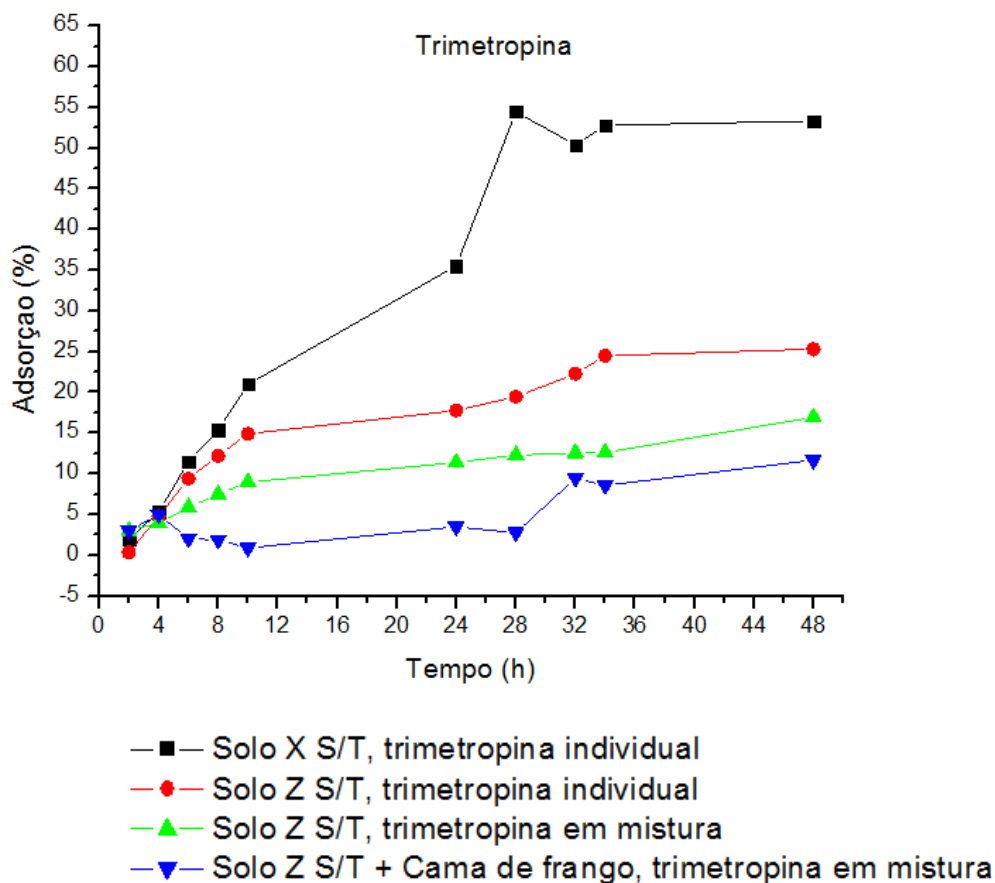 Trimetropina
65
60
55
50
45
40
35
30
25
20
15
10
5
0
-5
Adsorçao (%)
0 4 8 12 16 20 24 28 32 36 40 44 48
Tempo (h)
Solo X S/T, trimetropina individual
Solo Z S/T, trimetropina individual
Solo Z S/T, trimetropina em mistura
Solo Z S/T + Cama de frango, trimetropina em mistura